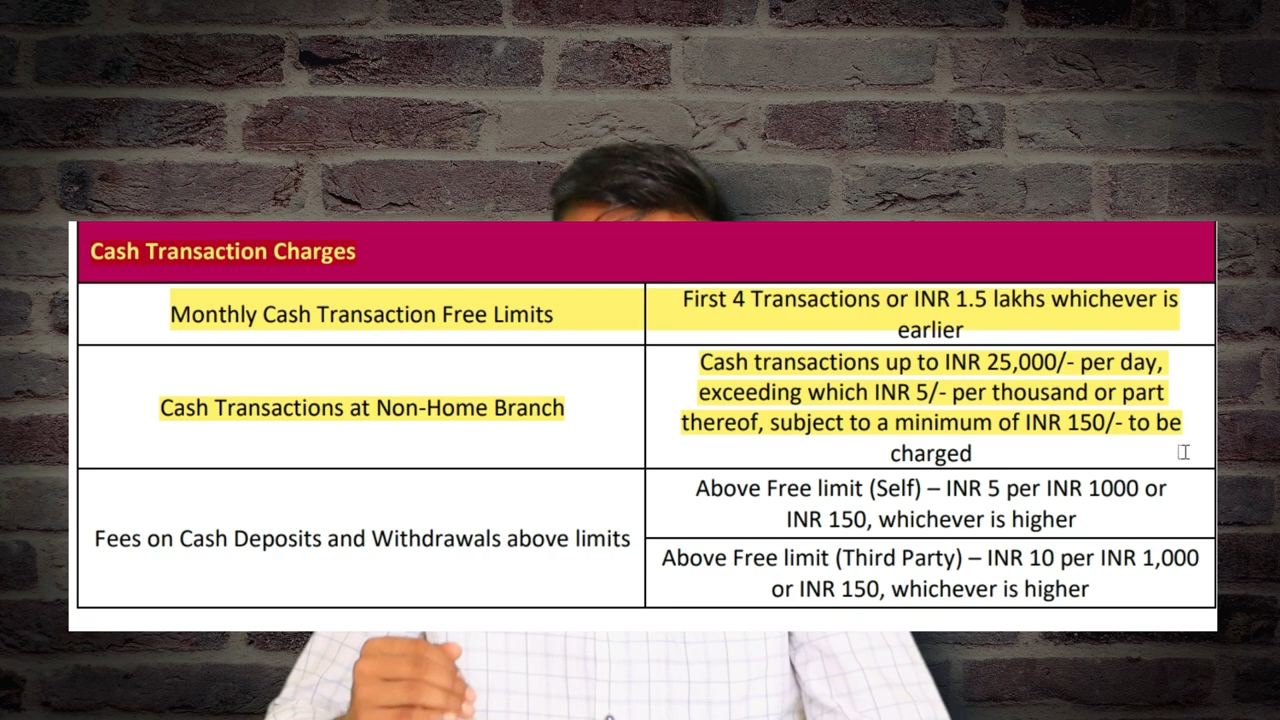 Cash Transaction Charges
Monthly Cash Transaction Free Limits
First 4 Transactions or INR 1.5 lakhs whichever is
earlier
Cash Transactions at Non-Home Branch
Cash transactions up to INR 25,000/- per day,
exceeding which INR 5/- per thousand or part
thereof, subject to a minimum of INR 150/- to be
charged
Fees on Cash Deposits and Withdrawals above limits
Above Free limit (Self) – INR 5 per INR 1000 or
INR 150, whichever is higher
Above Free limit (Third Party) – INR 10 per INR 1,000
or INR 150, whichever is higher